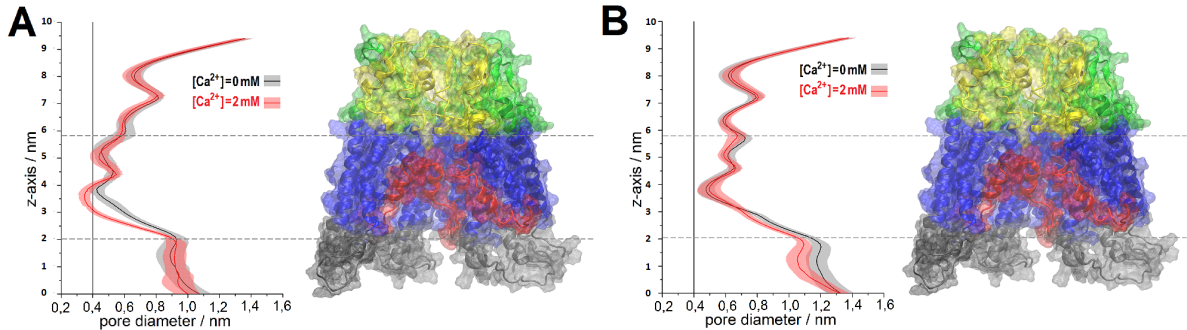 A
10
9
8
7
6
5
4
3
2
1
0
z-axis / nm
[Ca²⁺]=0 mM
[Ca²⁺]=2 mM
0,2 0,4 0,6 0,8 1,0 1,2 1,4 1,6
pore diameter / nm
B
10
9
8
7
6
5
4
3
2
1
0
z-axis / nm
[Ca²⁺]=0 mM
[Ca²⁺]=2 mM
0,2 0,4 0,6 0,8 1,0 1,2 1,4 1,6
pore diameter / nm